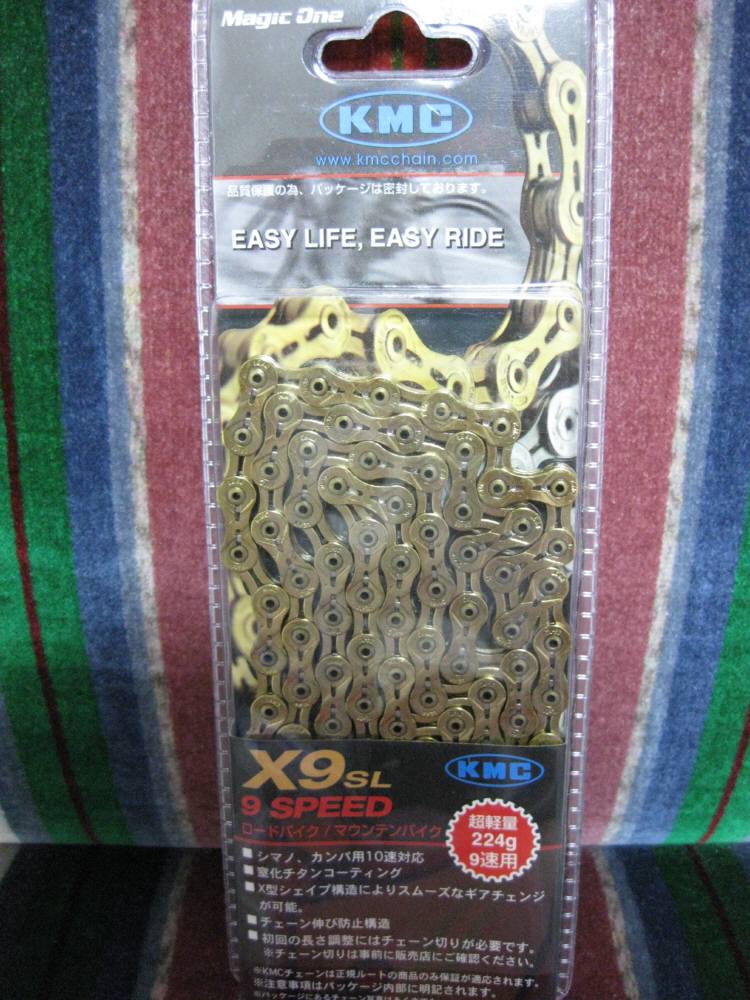 Magic One
KMC
www.kmcchain.com
品質保護の為、パッケージは密封しております。
EASY LIFE, EASY RIDE
X9SL
KMC
9 SPEED
ロードバイク / マウンテンバイク
超軽量
224g
9速用
■ シマノ、カンパ用10速対応
■ 窒化チタンコーティング
■ X型シェイプ構造によりスムーズなギアチェンジ
が可能。
■ チェーン伸び防止構造
■ 初回の長さ調整にはチェーン切りが必要です。
※チェーン切りは事前に販売店にご確認ください。
※KMCチェーンは正規ルートの商品のみ保証が適応されます。
※注意事項はパッケージ内部に明記されます。